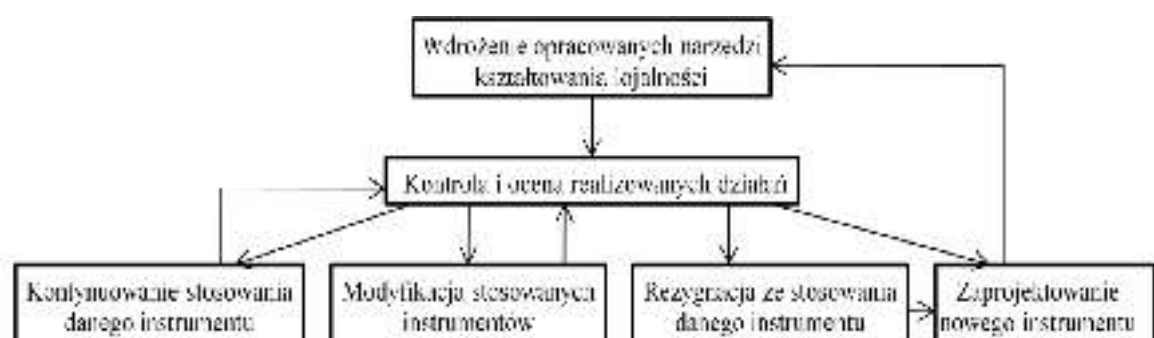 Wdrożenie opracowanych narzędzi
kształtowania lojalności
Kontrola i ocena realizowanych działań
Kontynuowanie stosowania
danego instrumentu
Modyfikacja stosowanych
instrumentów
Rezygnacja ze stosowania
danego instrumentu
Zaprojektowanie
nowego instrumentu